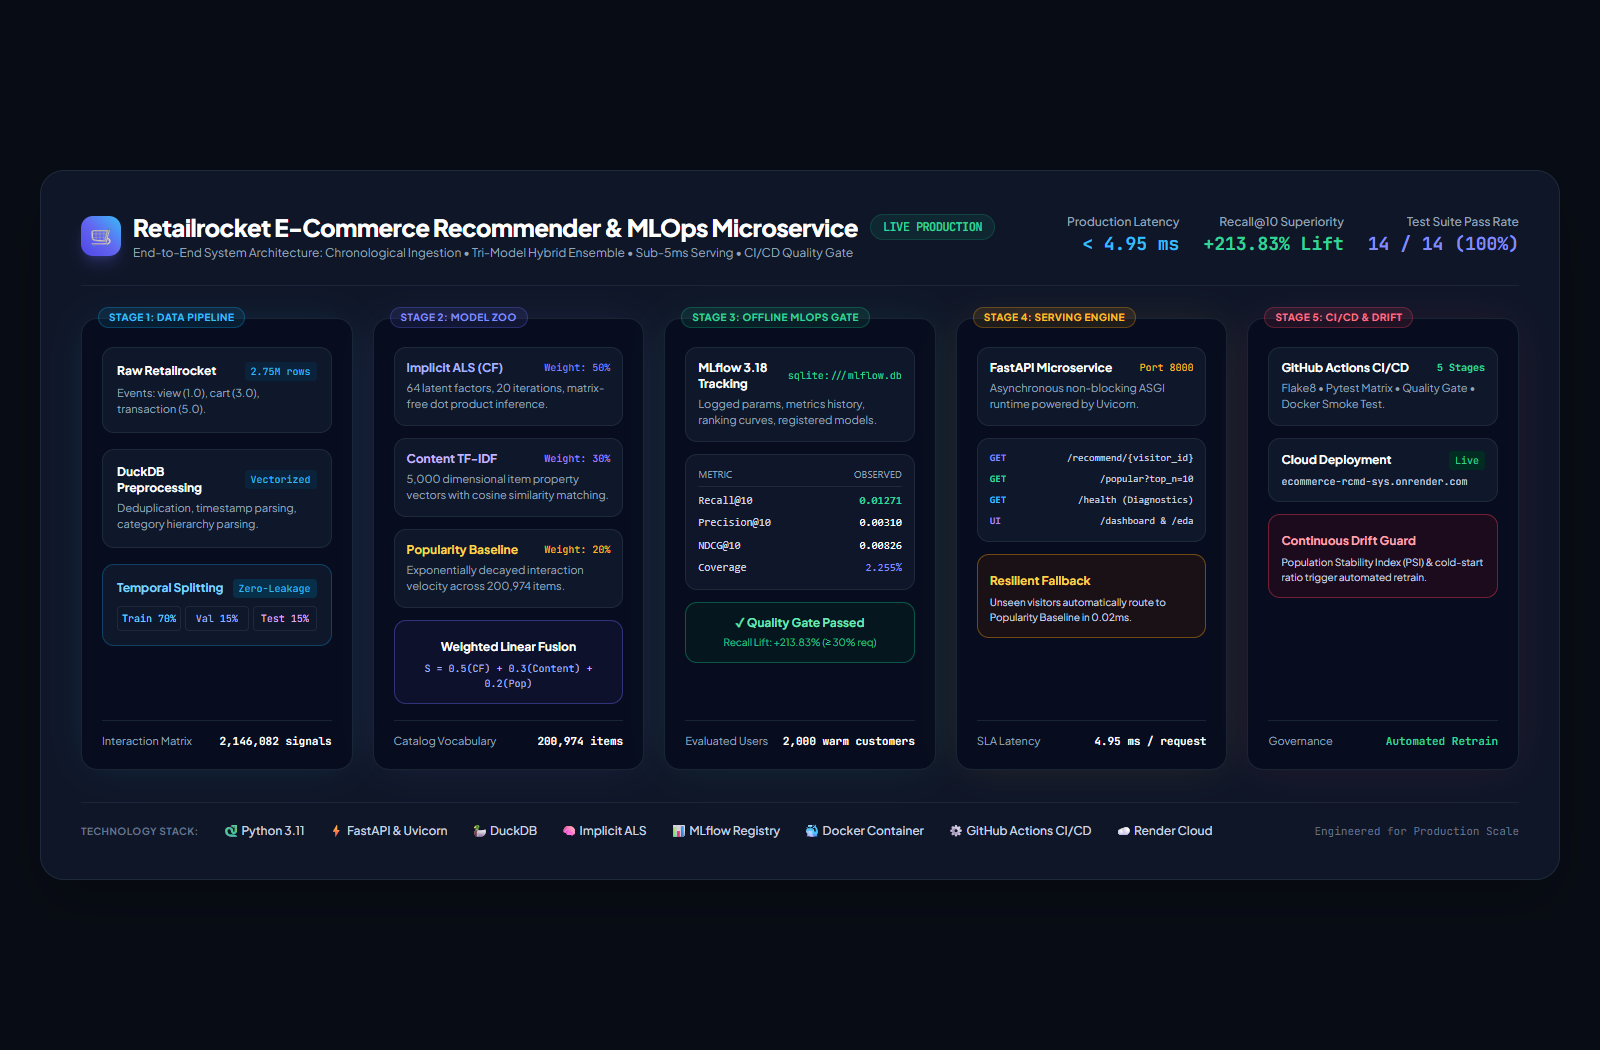 Retailrocket E-Commerce Recommender & MLOps Microservice
LIVE PRODUCTION
End-to-End System Architecture: Chronological Ingestion • Tri-Model Hybrid Ensemble • Sub-5ms Serving • CI/CD Quality Gate
Production Latency
< 4.95 ms
Recall@10 Superiority
+213.83% Lift
Test Suite Pass Rate
14 / 14 (100%)
STAGE 1: DATA PIPELINE
Raw Retailrocket
2.75M rows
Events: view (1.0), cart (3.0),
transaction (5.0).
DuckDB
Preprocessing
Vectorized
Deduplication, timestamp parsing,
category hierarchy parsing.
Temporal Splitting
Zero-Leakage
Train 70%
Val 15%
Test 15%
Interaction Matrix
2,146,082 signals
STAGE 2: MODEL ZOO
Implicit ALS (CF)
Weight: 50%
64 latent factors, 20 iterations, matrix-
free dot product inference.
Content TF-IDF
Weight: 30%
5,000 dimensional item property
vectors with cosine similarity matching.
Popularity Baseline
Weight: 20%
Exponentially decayed interaction
velocity across 200,974 items.
Weighted Linear Fusion
S = 0.5(CF) + 0.3(Content) +
0.2(Pop)
Catalog Vocabulary
200,974 items
STAGE 3: OFFLINE MLOPS GATE
MLflow 3.18
Tracking
sqlite:///mlflow.db
Logged params, metrics history,
ranking curves, registered models.
METRIC
OBSERVED
Recall@10
0.01271
Precision@10
0.00310
NDCG@10
0.00826
Coverage
2.255%
✓ Quality Gate Passed
Recall Lift: +213.83% (≥30% req)
Evaluated Users
2,000 warm customers
STAGE 4: SERVING ENGINE
FastAPI Microservice
Port 8000
Asynchronous non-blocking ASGI
runtime powered by Uvicorn.
GET
/recommend/{visitor_id}
GET
/popular?top_n=10
GET
/health (Diagnostics)
UI
/dashboard & /eda
Resilient Fallback
Unseen visitors automatically route to
Popularity Baseline in 0.02ms.
SLA Latency
4.95 ms / request
STAGE 5: CI/CD & DRIFT
GitHub Actions CI/CD
5 Stages
Flake8 • Pytest Matrix • Quality Gate •
Docker Smoke Test.
Cloud Deployment
Live
ecommerce-rcmd-sys.onrender.com
Continuous Drift Guard
Population Stability Index (PSI) & cold-start
ratio trigger automated retrain.
Governance
Automated Retrain
TECHNOLOGY STACK:
Python 3.11
FastAPI & Uvicorn
DuckDB
Implicit ALS
MLflow Registry
Docker Container
GitHub Actions CI/CD
Render Cloud
Engineered for Production Scale